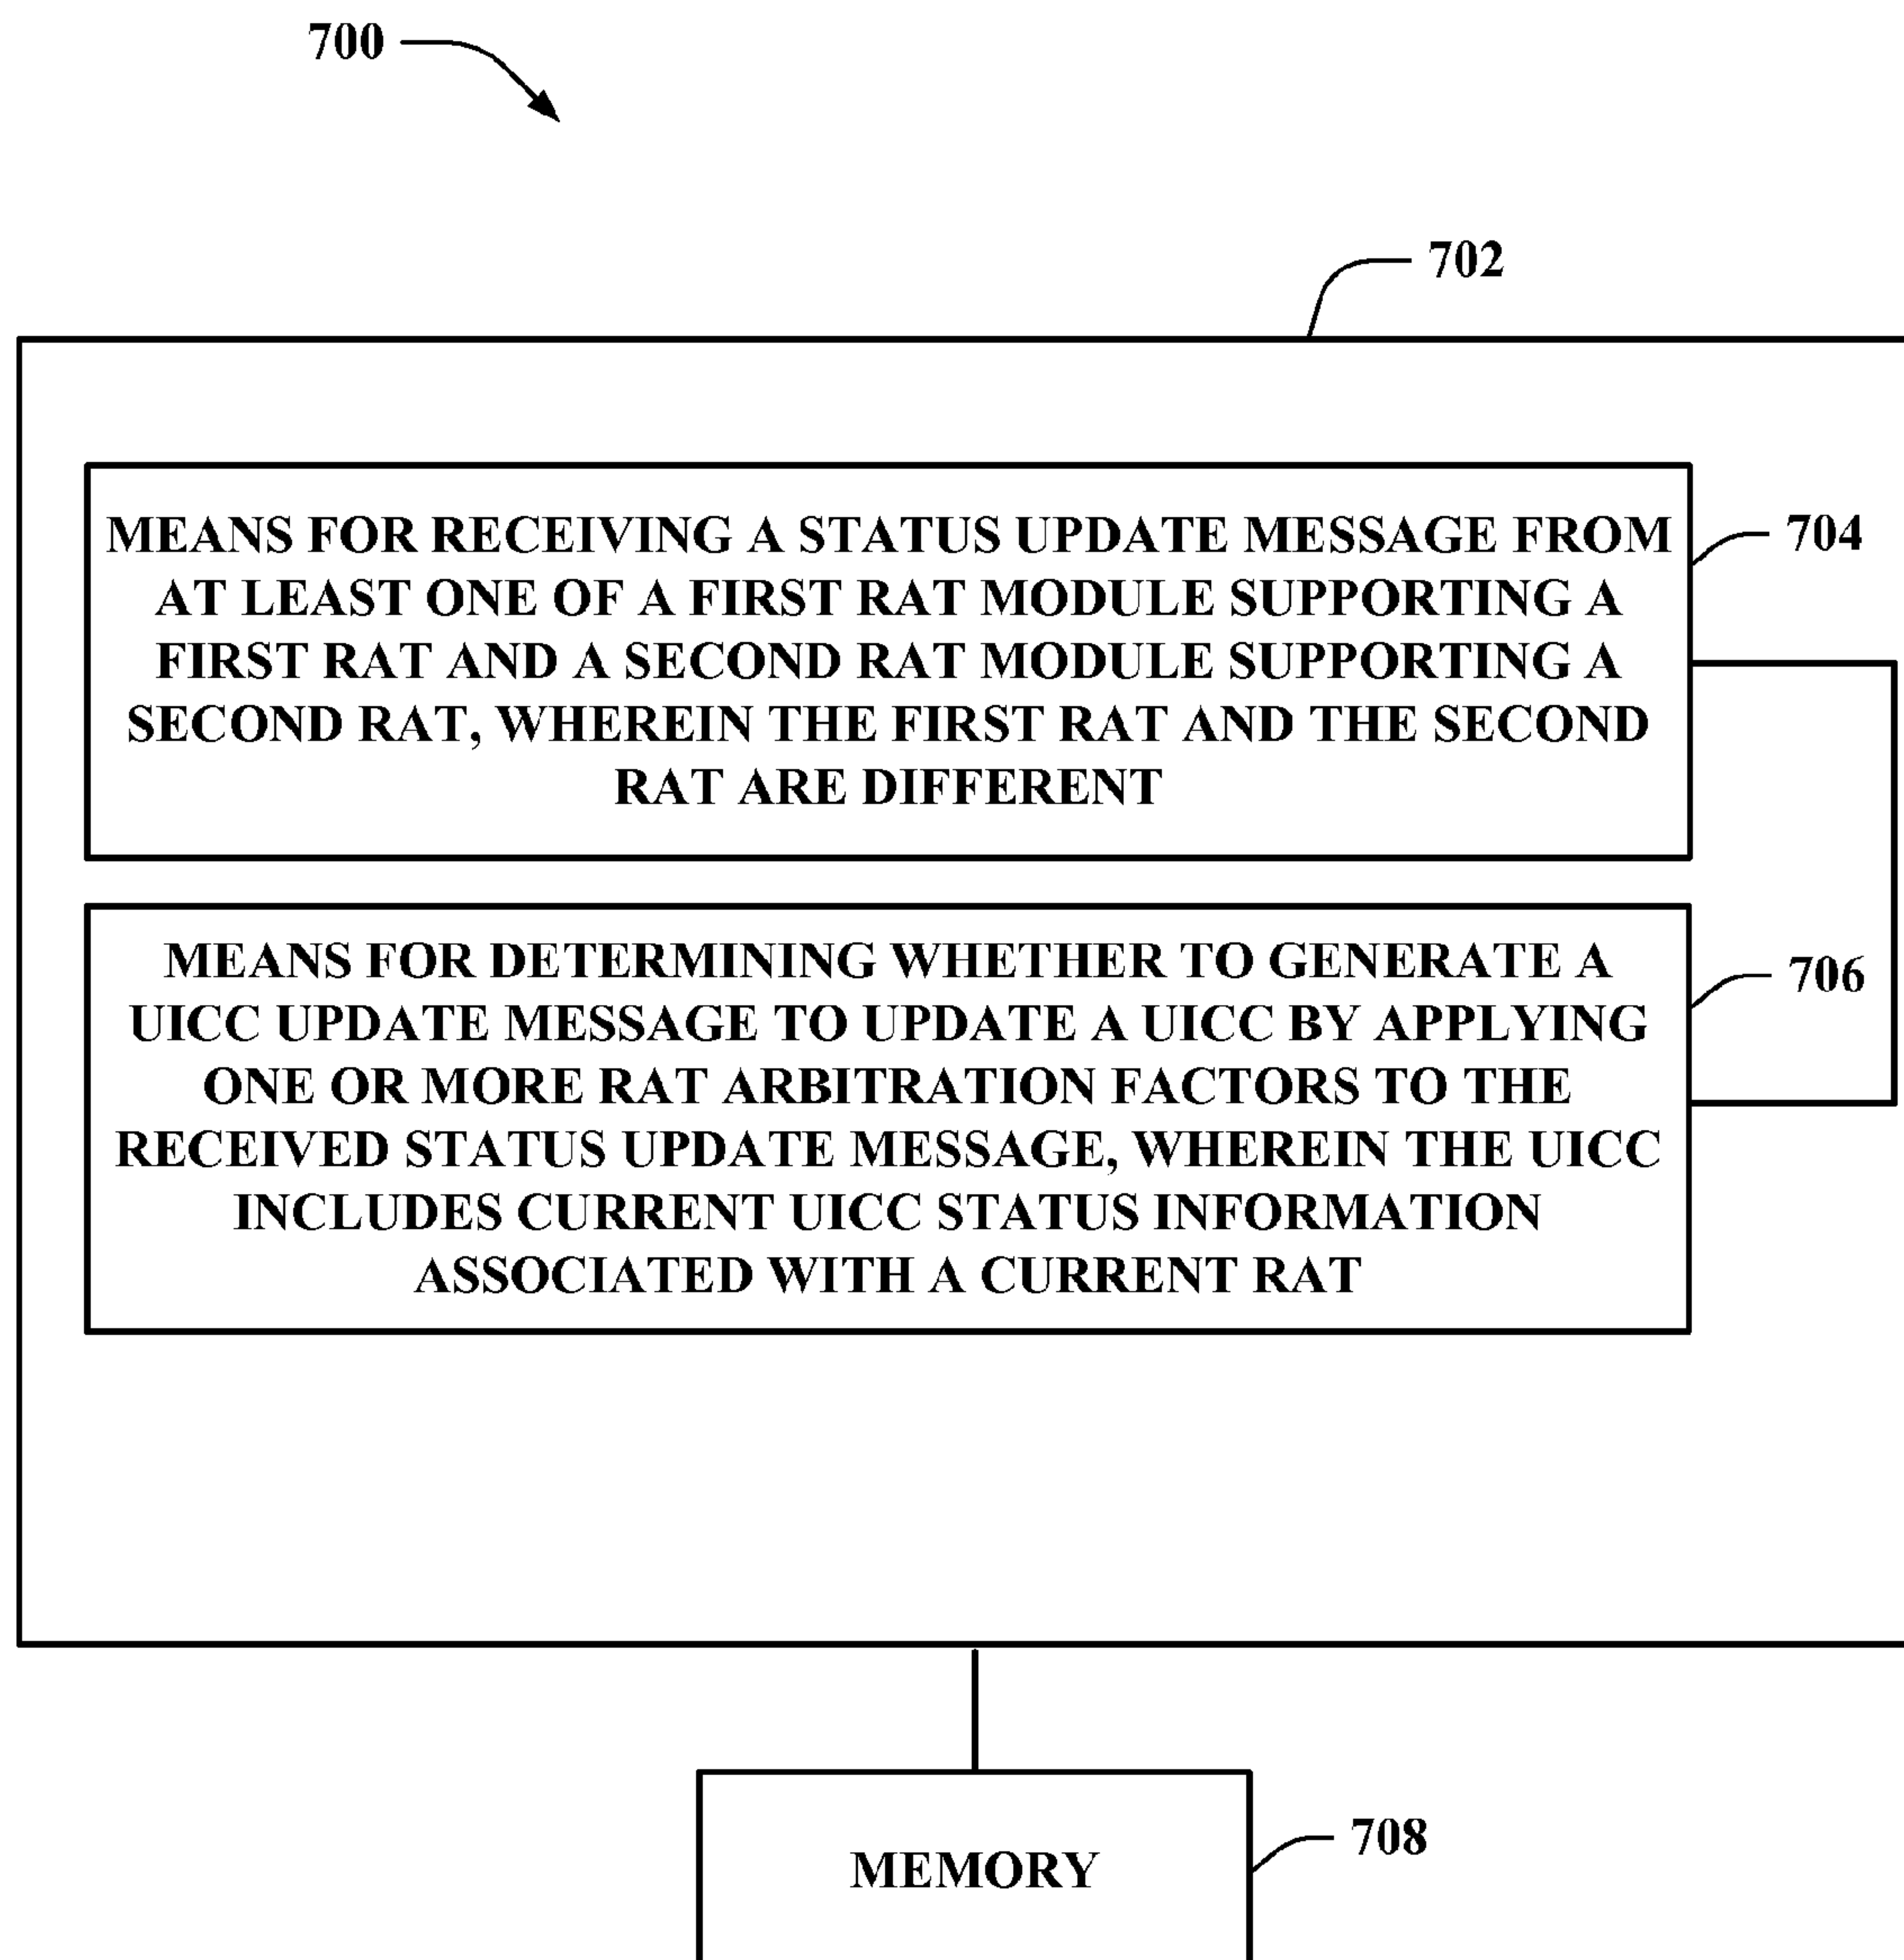 700
702
MEANS FOR RECEIVING A STATUS UPDATE MESSAGE FROM
AT LEAST ONE OF A FIRST RAT MODULE SUPPORTING A
FIRST RAT AND A SECOND RAT MODULE SUPPORTING A
SECOND RAT, WHEREIN THE FIRST RAT AND THE SECOND
RAT ARE DIFFERENT
704
MEANS FOR DETERMINING WHETHER TO GENERATE A
UICC UPDATE MESSAGE TO UPDATE A UICC BY APPLYING
ONE OR MORE RAT ARBITRATION FACTORS TO THE
RECEIVED STATUS UPDATE MESSAGE, WHEREIN THE UICC
INCLUDES CURRENT UICC STATUS INFORMATION
ASSOCIATED WITH A CURRENT RAT
706
MEMORY
708